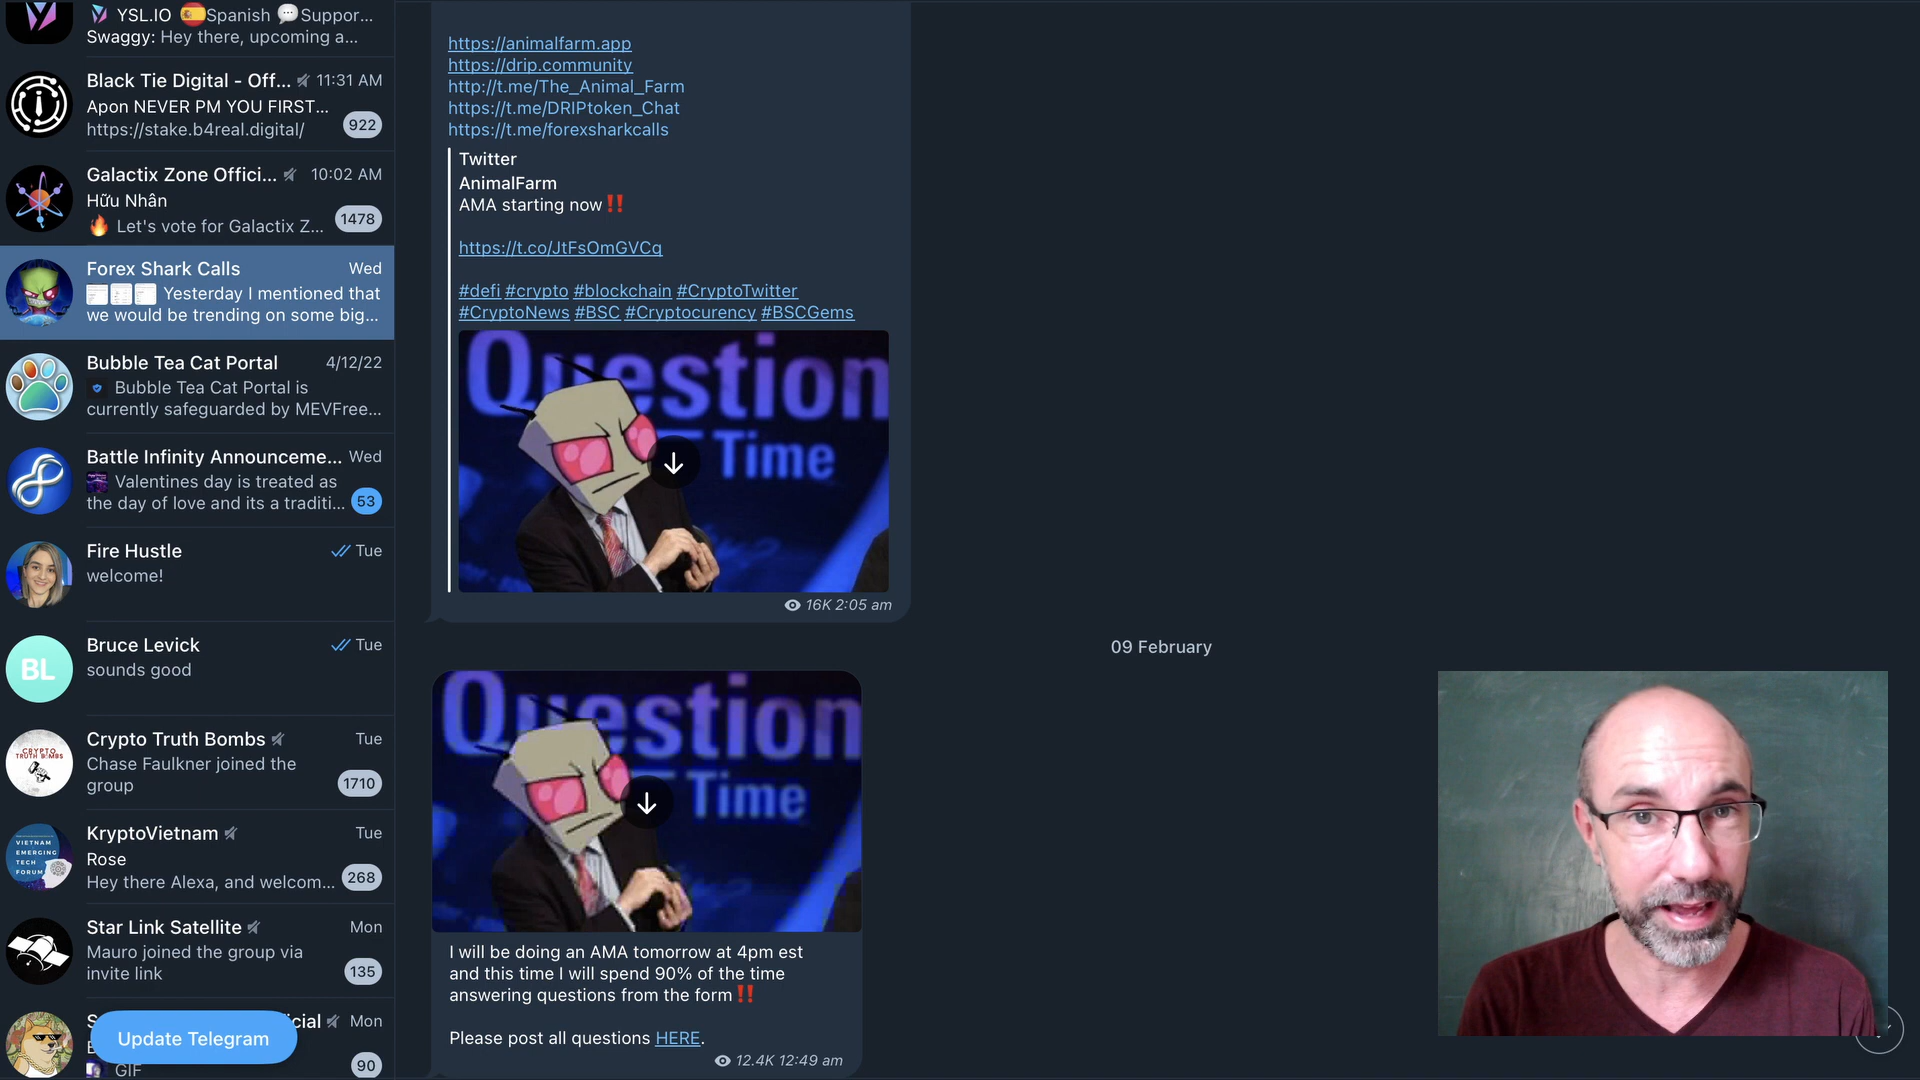 YSL.IO 🇪🇸Spanish 💬Suppor...
Swaggy: Hey there, upcoming a...
Black Tie Digital - Off... 11:31 AM
Apon NEVER PM YOU FIRST...
https://stake.b4real.digital/ 922
Galactix Zone Offici... 10:02 AM
Hữu Nhân
🔥 Let's vote for Galactix Z... 1478
Forex Shark Calls Wed
Yesterday I mentioned that
we would be trending on some big...
Bubble Tea Cat Portal 4/12/22
Bubble Tea Cat Portal is
currently safeguarded by MEVFree...
Battle Infinity Announceme... Wed
Valentines day is treated as
the day of love and its a traditi... 53
Fire Hustle Tue
welcome!
BL
Bruce Levick Tue
sounds good
CRYPTO
TRUTH BOMBS
Crypto Truth Bombs Tue
Chase Faulkner joined the
group 1710
VIETNAM
EMERGING
TECH
FORUM
KryptoVietnam Tue
Rose
Hey there Alexa, and welcom... 268
Star Link Satellite Mon
Mauro joined the group via
invite link 135
cial Mon
Update Telegram
GIF 90
https://animalfarm.app
https://drip.community
http://t.me/The_Animal_Farm
https://t.me/DRIPtoken_Chat
https://t.me/forexsharkcalls
Twitter
AnimalFarm
AMA starting now‼️
https://t.co/JtFsOmGVCq
#defi #crypto #blockchain #CryptoTwitter
#CryptoNews #BSC #Cryptocurency #BSCGems
Question
Time
16K 2:05 am
09 February
Question
Time
I will be doing an AMA tomorrow at 4pm est
and this time I will spend 90% of the time
answering questions from the form‼️
Please post all questions HERE.
12.4K 12:49 am